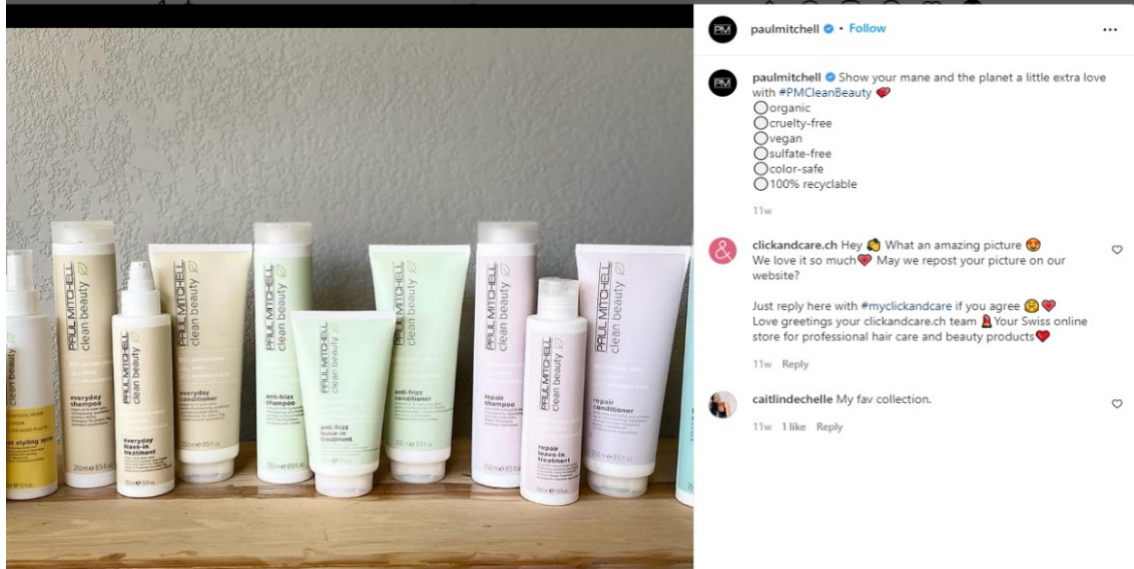 PM
paulmitchell • Follow
...
PM
paulmitchell Show your mane and the planet a little extra love
with #PMCleanBeauty 💕
◯organic
◯cruelty-free
◯vegan
◯sulfate-free
◯color-safe
◯100% recyclable
11w
&
clickandcare.ch Hey 👏 What an amazing picture 😍
We love it so much❤️ May we repost your picture on our
website?
Just reply here with #myclickandcare if you agree 😊❤️
Love greetings your clickandcare.ch team 💄Your Swiss online
store for professional hair care and beauty products❤️
11w Reply
caitlindechelle My fav collection.
11w 1 like Reply
clean beauty
styling spray
PAUL MITCHELL
clean beauty
everyday
shampoo
PAUL MITCHELL
clean beauty
everyday
leave-in
treatment
PAUL MITCHELL
clean beauty
everyday
conditioner
PAUL MITCHELL
clean beauty
anti-frizz
shampoo
PAUL MITCHELL
clean beauty
anti-frizz
leave-in
treatment
PAUL MITCHELL
clean beauty
anti-frizz
conditioner
PAUL MITCHELL
clean beauty
repair
shampoo
PAUL MITCHELL
clean beauty
repair
leave-in
treatment
PAUL MITCHELL
clean beauty
repair
conditioner